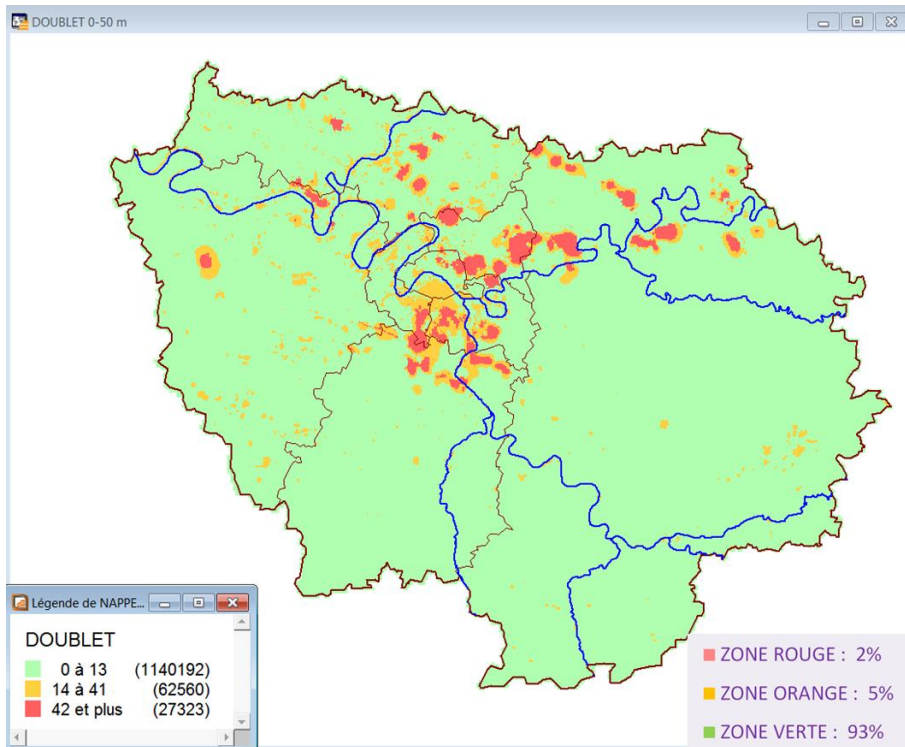 DOUBLET 0-50 m
Légende de NAPPE...
DOUBLET
0 à 13 (1140192)
14 à 41 (62560)
42 et plus (27323)
ZONE ROUGE : 2%
ZONE ORANGE : 5%
ZONE VERTE : 93%